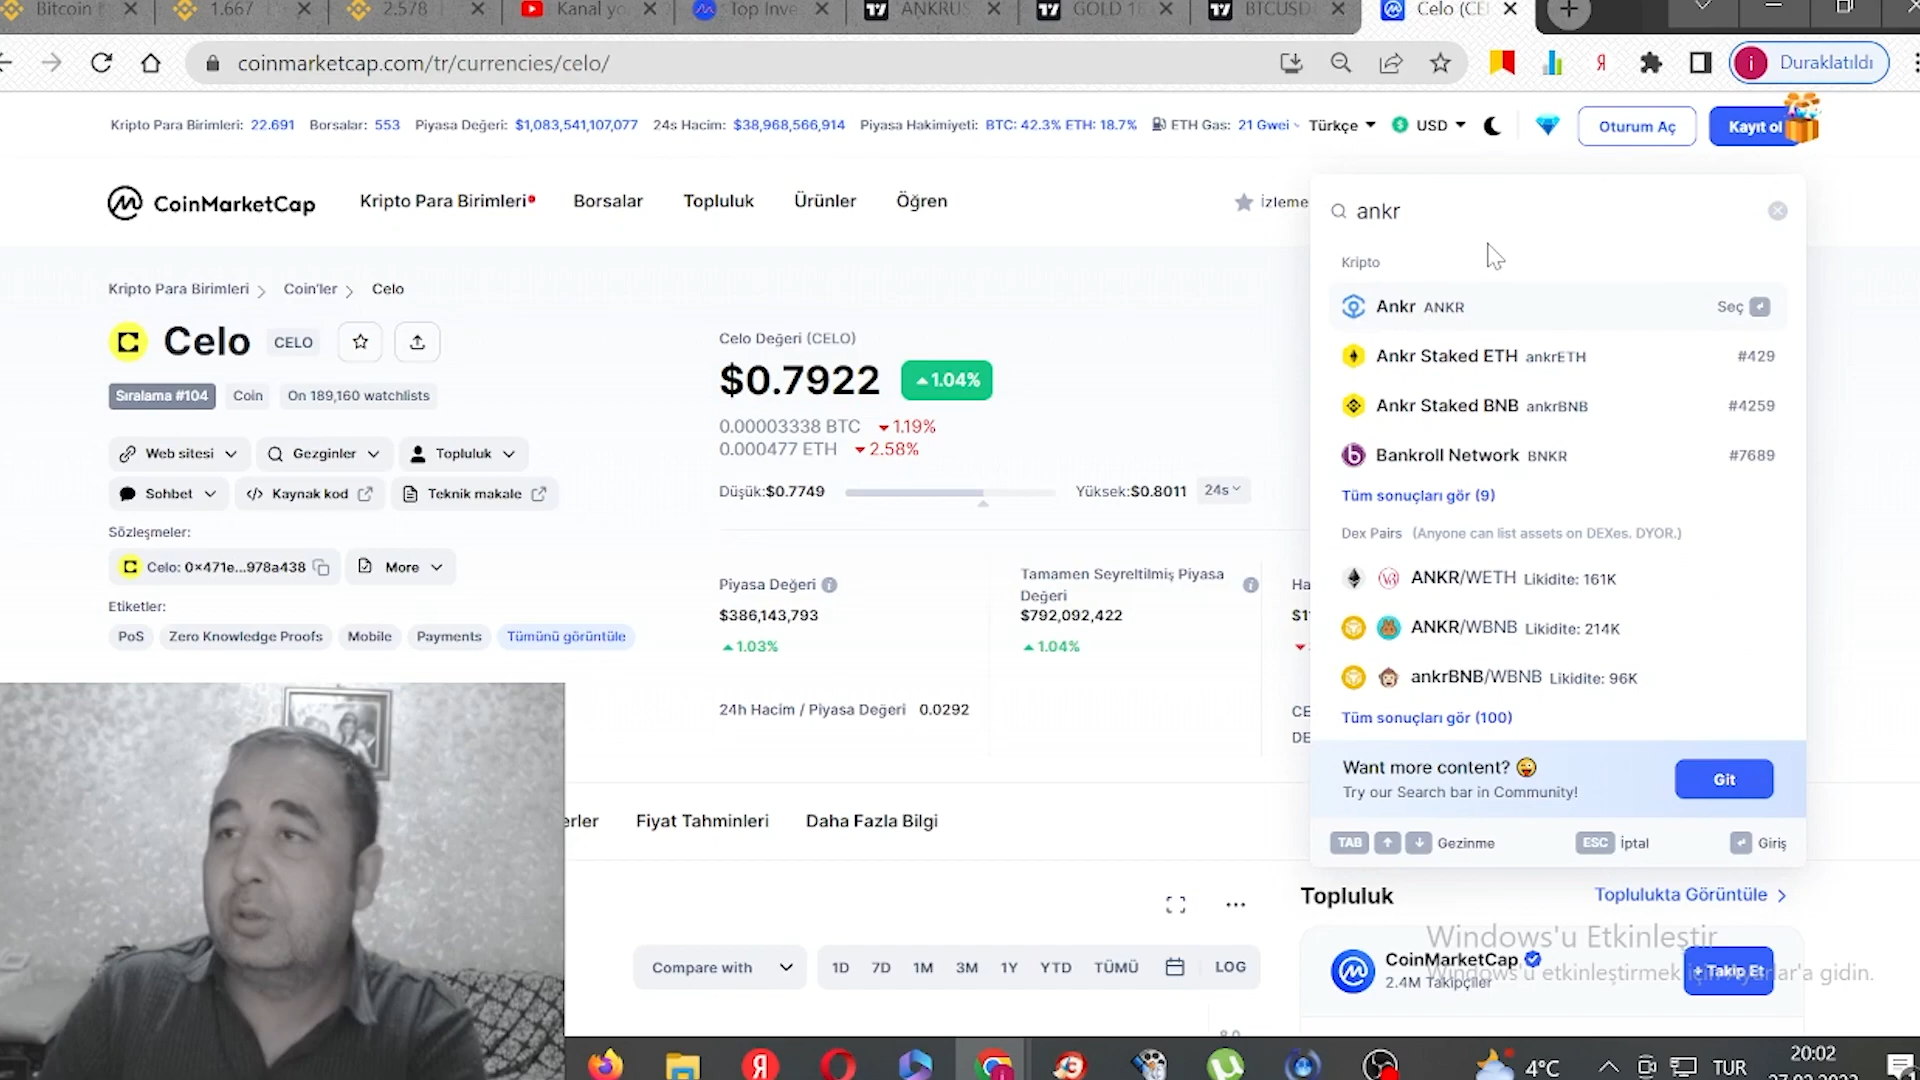 Bitcoin
1.667
2.578
Kanal yo
Top Inve
ANKRUS
GOLD 18
BTCUSD
Celo (CE
coinmarketcap.com/tr/currencies/celo/
Duraklatıldı
Kripto Para Birimleri: 22.691 Borsalar: 553 Piyasa Değeri: $1,083,541,107,077 24s Hacim: $38,968,566,914 Piyasa Hakimiyeti: BTC: 42.3% ETH: 18.7% ETH Gas: 21 Gwei
Türkçe
USD
Oturum Aç
Kayıt ol
CoinMarketCap
Kripto Para Birimleri
Borsalar
Topluluk
Ürünler
Öğren
İzleme
ankr
Kripto
Ankr ANKR Seç
Ankr Staked ETH ankrETH #429
Ankr Staked BNB ankrBNB #4259
Bankroll Network BNKR #7689
Tüm sonuçları gör (9)
Dex Pairs (Anyone can list assets on DEXes. DYOR.)
ANKR/WETH Likidite: 161K
ANKR/WBNB Likidite: 214K
ankrBNB/WBNB Likidite: 96K
Tüm sonuçları gör (100)
Want more content?
Try our Search bar in Community!
Git
TAB Gezinme ESC İptal Giriş
Kripto Para Birimleri Coin'ler Celo
Celo CELO
Sıralama #104 Coin On 189,160 watchlists
Web sitesi Gezginler Topluluk
Sohbet Kaynak kod Teknik makale
Sözleşmeler:
Celo: 0x471e...978a438 More
Etiketler:
PoS Zero Knowledge Proofs Mobile Payments Tümünü görüntüle
Celo Değeri (CELO)
$0.7922 1.04%
0.00003338 BTC 1.19%
0.000477 ETH 2.58%
Düşük:$0.7749 Yüksek:$0.8011 24s
Piyasa Değeri
$386,143,793
1.03%
Tamamen Seyreltilmiş Piyasa
Değeri
$792,092,422
1.04%
Ha
24h Hacim / Piyasa Değeri 0.0292
CE
DE
erler
Fiyat Tahminleri
Daha Fazla Bilgi
Compare with
1D 7D 1M 3M 1Y YTD TÜMÜ LOG
Topluluk
Toplulukta Görüntüle
CoinMarketCap
2.4M Takipçiler
+ Takip Et
Windows'u Etkinleştir
Windows'u etkinleştirmek için Ayarlar'a gidin.
4°C
TUR
20:02